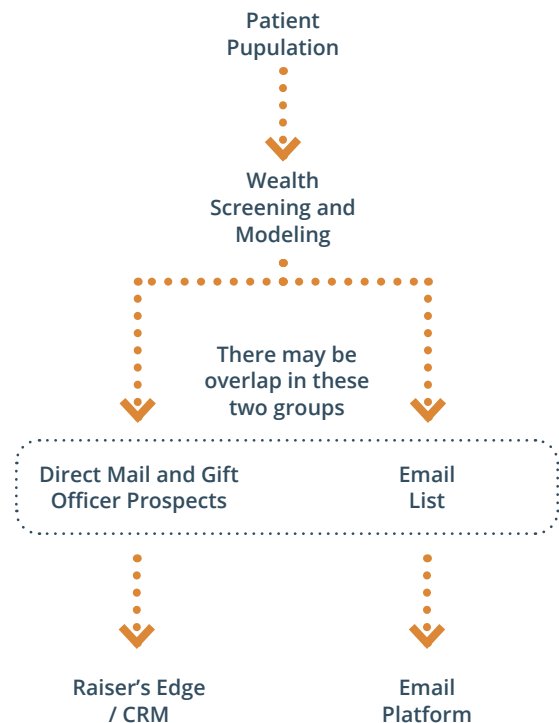 Patient
Pupulation
Wealth
Screening and
Modeling
There may be
overlap in these
two groups
Direct Mail and Gift
Officer Prospects
Email
List
Raiser's Edge
/ CRM
Email
Platform